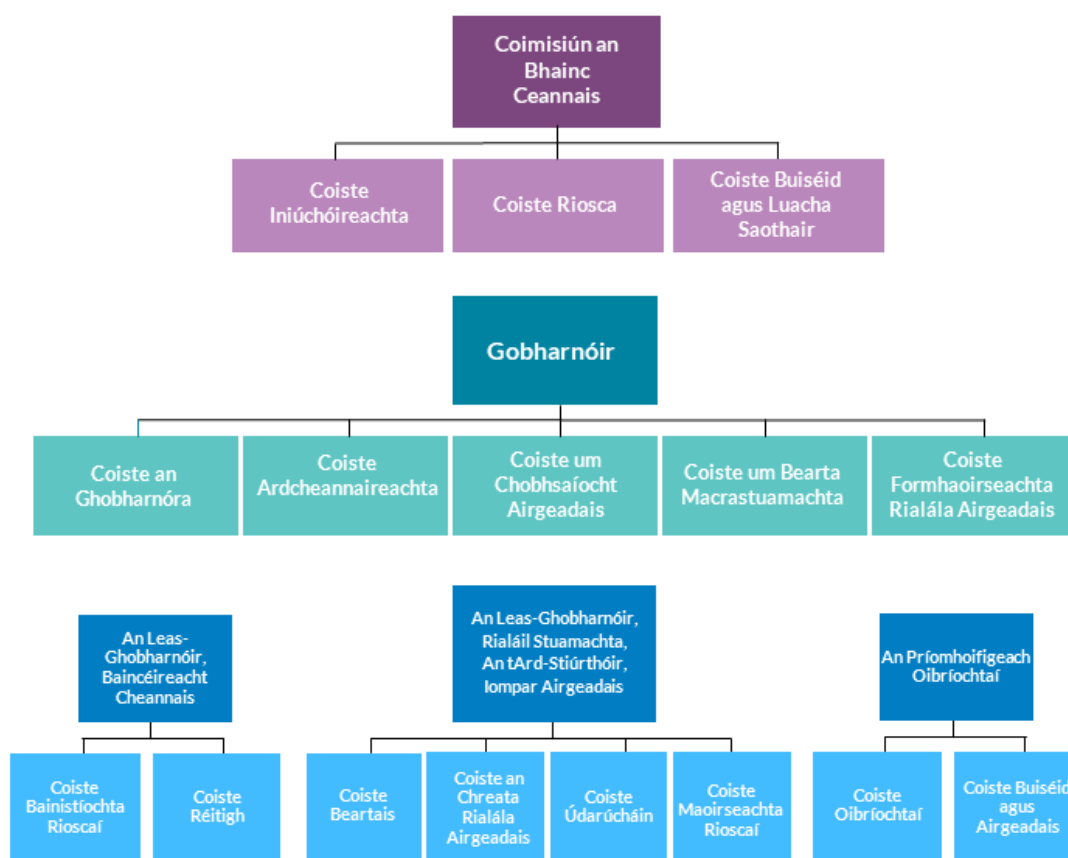 Coimisiún an
Bhainc
Ceannais
Coiste
Iniúchóireachta
Coiste Riosca
Coiste Buiséid
agus Luacha
Saothair
Gobharnóir
Coiste an
Ghobharnóra
Coiste
Ardcheannaireachta
Coiste um
Chobhsaíocht
Airgeadais
Coiste um Bearta
Macrastuamachta
Coiste
Formhaoirseachta
Rialála Airgeadais
An Leas-
Ghobharnóir,
Baincéireacht
Cheannais
An Leas-Ghobharnóir,
Rialáil Stuamachta,
An tArd-Stiúrthóir,
Iompar Airgeadais
An Príomhoifigeach
Oibríochtaí
Coiste
Bainistíochta
Rioscaí
Coiste
Réitigh
Coiste
Beartais
Coiste an
Chreata
Rialála
Airgeadais
Coiste
Údarúcháin
Coiste
Maoirseachta
Rioscaí
Coiste
Oibríochtaí
Coiste Buiséid
agus
Airgeadais